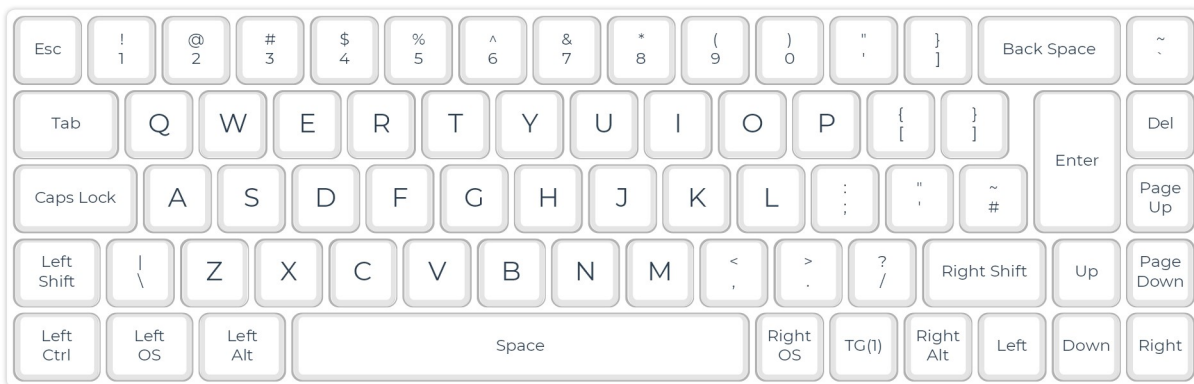 Esc ! 1 @ 2 # 3 $ 4 % 5 ^ 6 & 7 * 8 ( 9 ) 0 " ' } ] Back Space ~ `
Tab Q W E R T Y U I O P { [ } ] Enter Del
Caps Lock A S D F G H J K L : ; " ' ~ # Page Up
Left Shift | \ Z X C V B N M < , > . ? / Right Shift Up Page Down
Left Ctrl Left OS Left Alt Space Right OS TG(1) Right Alt Left Down Right